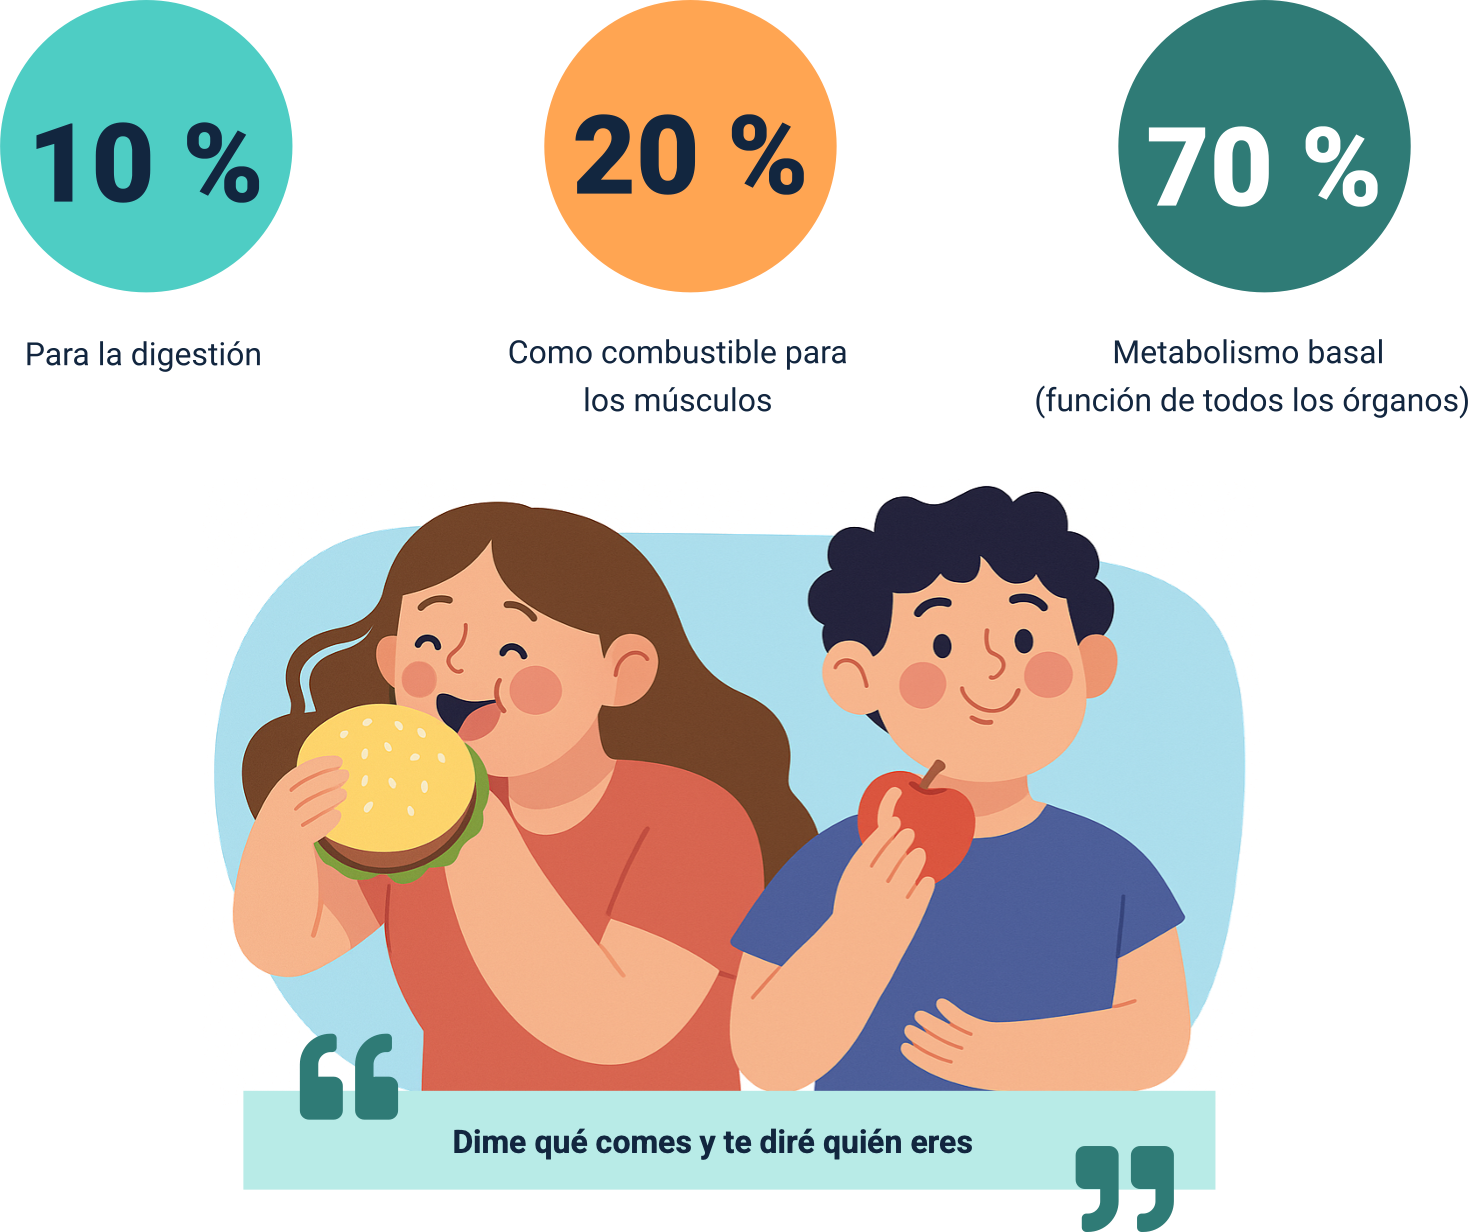 10 %
20 %
70 %
Para la digestión
Como combustible para
los músculos
Metabolismo basal
(función de todos los órganos)
“
Dime qué comes y te diré quién eres
”